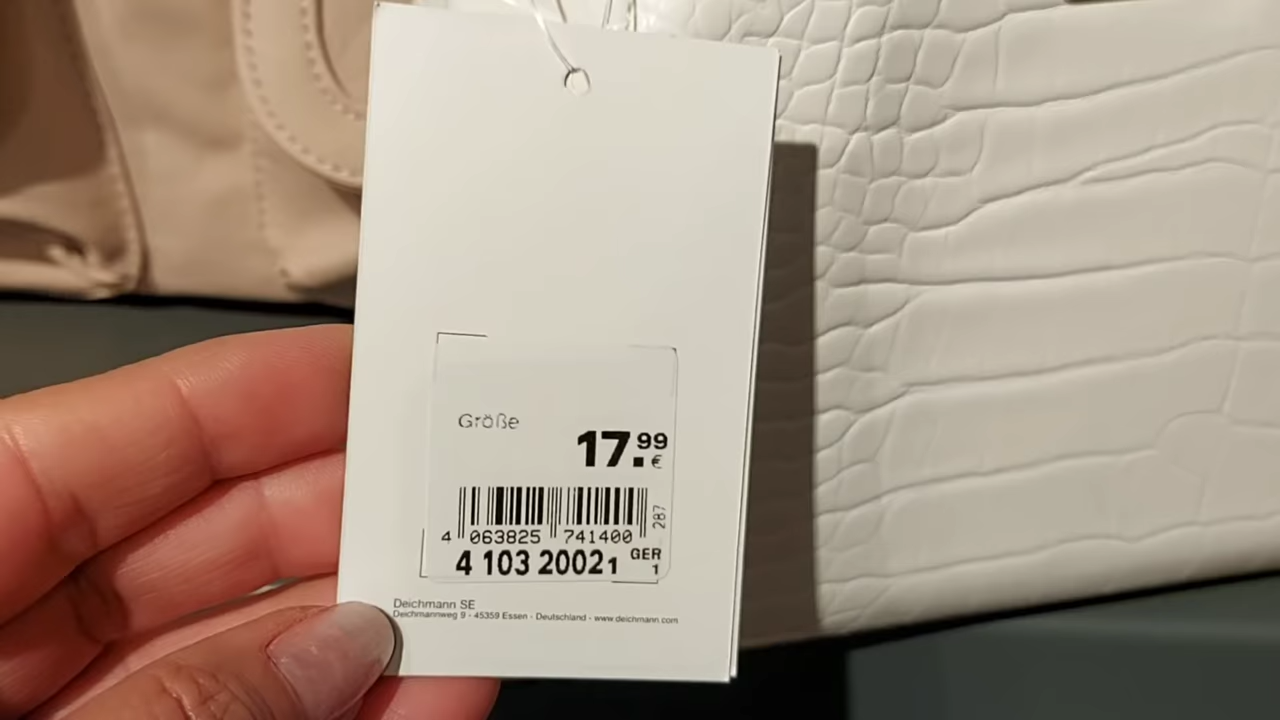 Größe
17.99 €
287
4 063825 741400
4 103 20021 GER 1
Deichmann SE
Deichmannweg 9 - 45359 Essen - Deutschland - www.deichmann.com